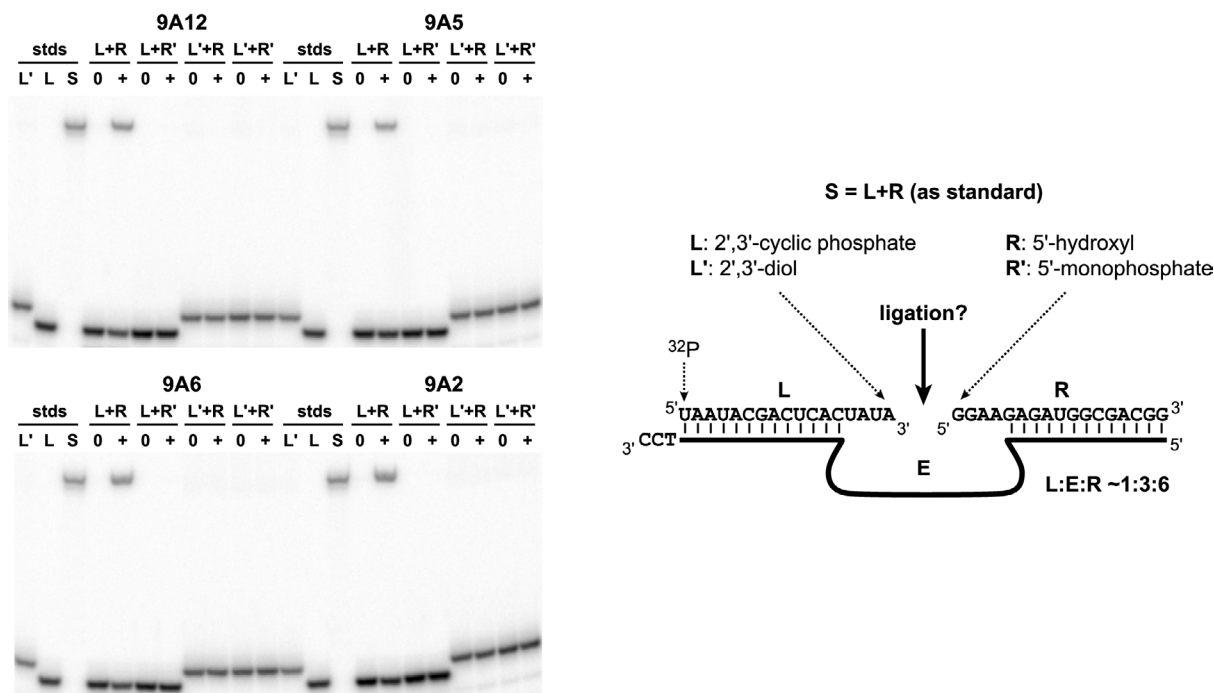 9A12 9A5
stds L+R L+R' L'+R L'+R' stds L+R L+R' L'+R L'+R'
L' L S 0 + 0 + 0 + 0 + L' L S 0 + 0 + 0 + 0 +
9A6 9A2
stds L+R L+R' L'+R L'+R' stds L+R L+R' L'+R L'+R'
L' L S 0 + 0 + 0 + 0 + L' L S 0 + 0 + 0 + 0 +
S = L+R (as standard)
L: 2',3'-cyclic phosphate
L': 2',3'-diol
R: 5'-hydroxyl
R': 5'-monophosphate
ligation?
32P
L R
5' UAAUACGACUCACUAUA 3' 5' GGAAGAGAUGGCGACGG 3'
3' CCT E 5'
L:E:R ~1:3:6